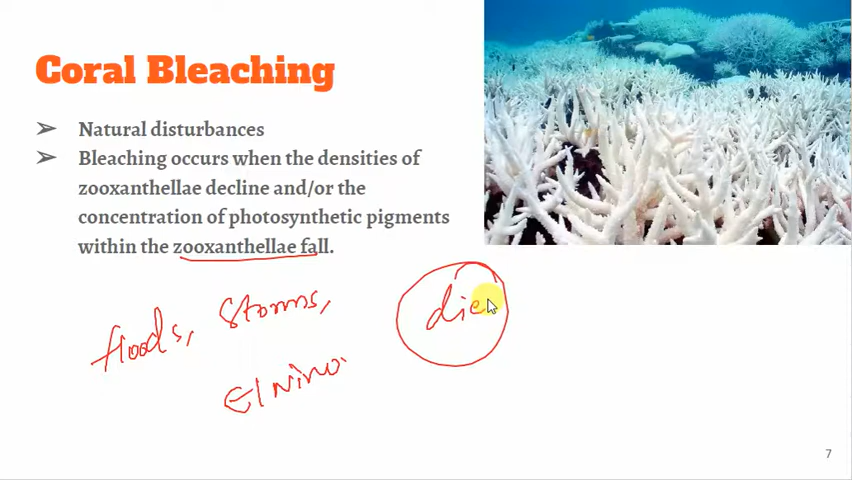 Coral Bleaching
➢ Natural disturbances
➢ Bleaching occurs when the densities of
zooxanthellae decline and/or the
concentration of photosynthetic pigments
within the zooxanthellae fall.
floods, Storms,
die
El Nino.
7